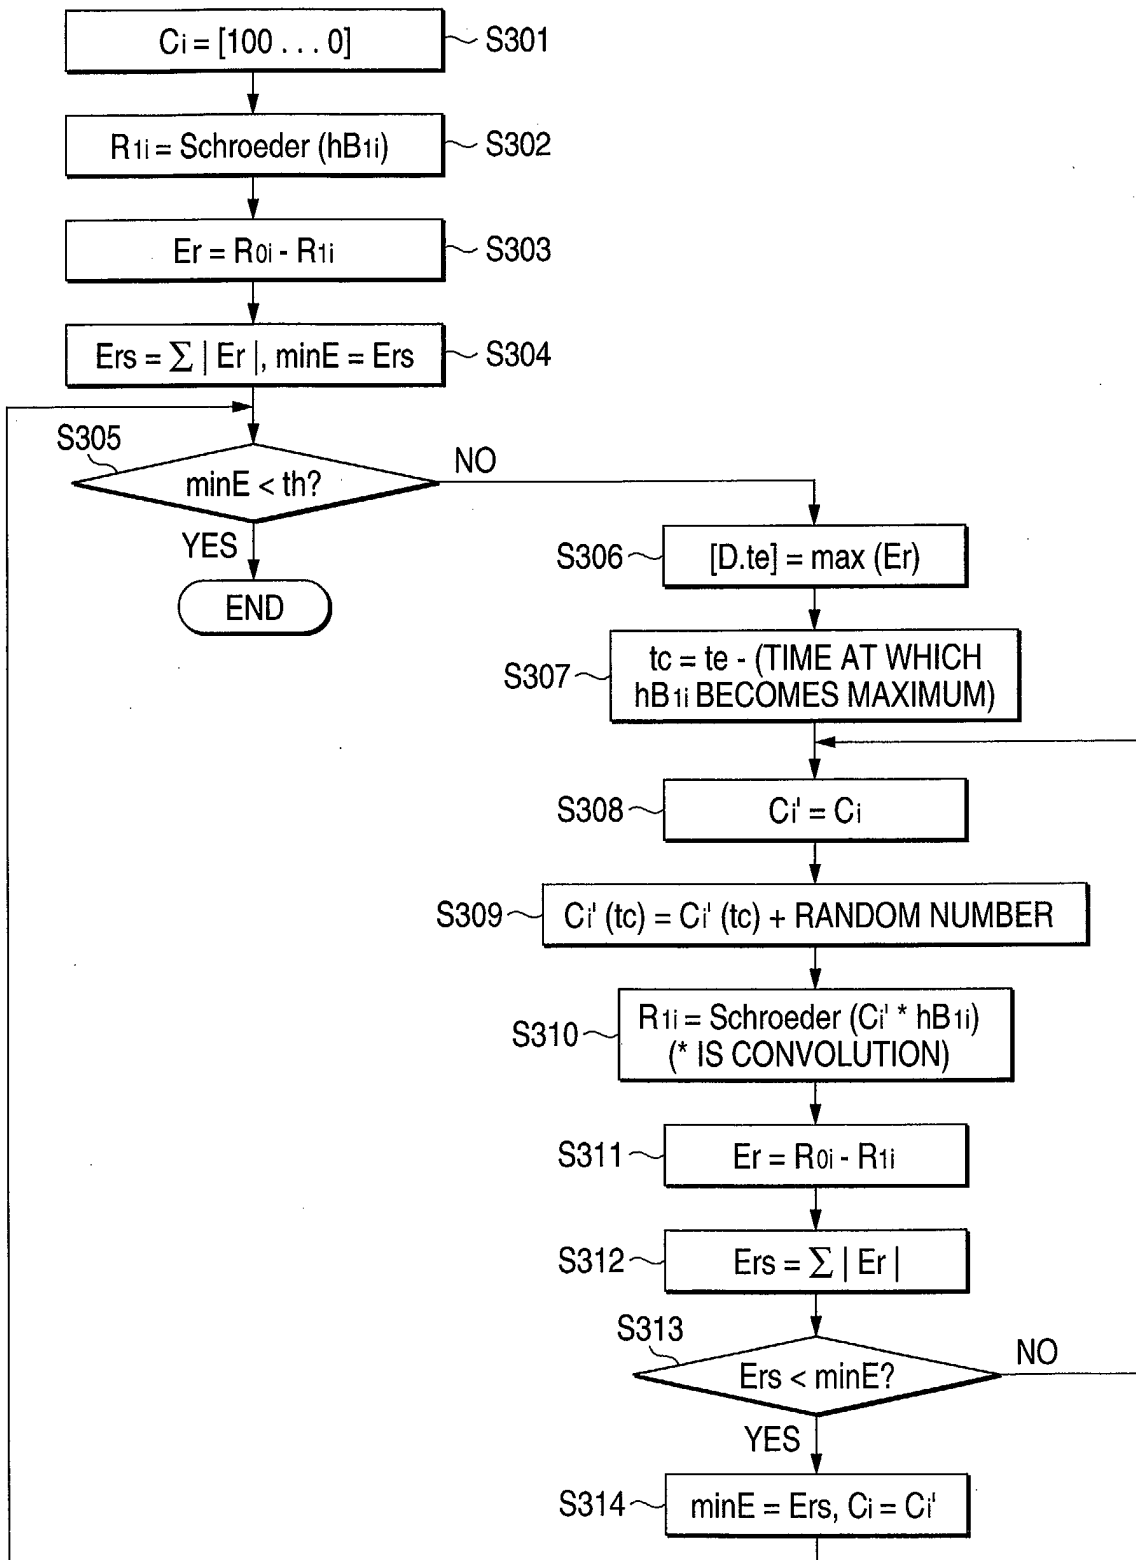 Ci = [100 . . . 0]
S301
R1i = Schroeder (hB1i)
S302
Er = R0i - R1i
S303
Ers = Σ | Er |, minE = Ers
S304
S305
minE < th?
NO
YES
END
S306
[D.te] = max (Er)
S307
tc = te - (TIME AT WHICH
hB1i BECOMES MAXIMUM)
S308
Ci' = Ci
S309
Ci' (tc) = Ci' (tc) + RANDOM NUMBER
S310
R1i = Schroeder (Ci' * hB1i)
(* IS CONVOLUTION)
S311
Er = R0i - R1i
S312
Ers = Σ | Er |
S313
Ers < minE?
NO
YES
S314
minE = Ers, Ci = Ci'